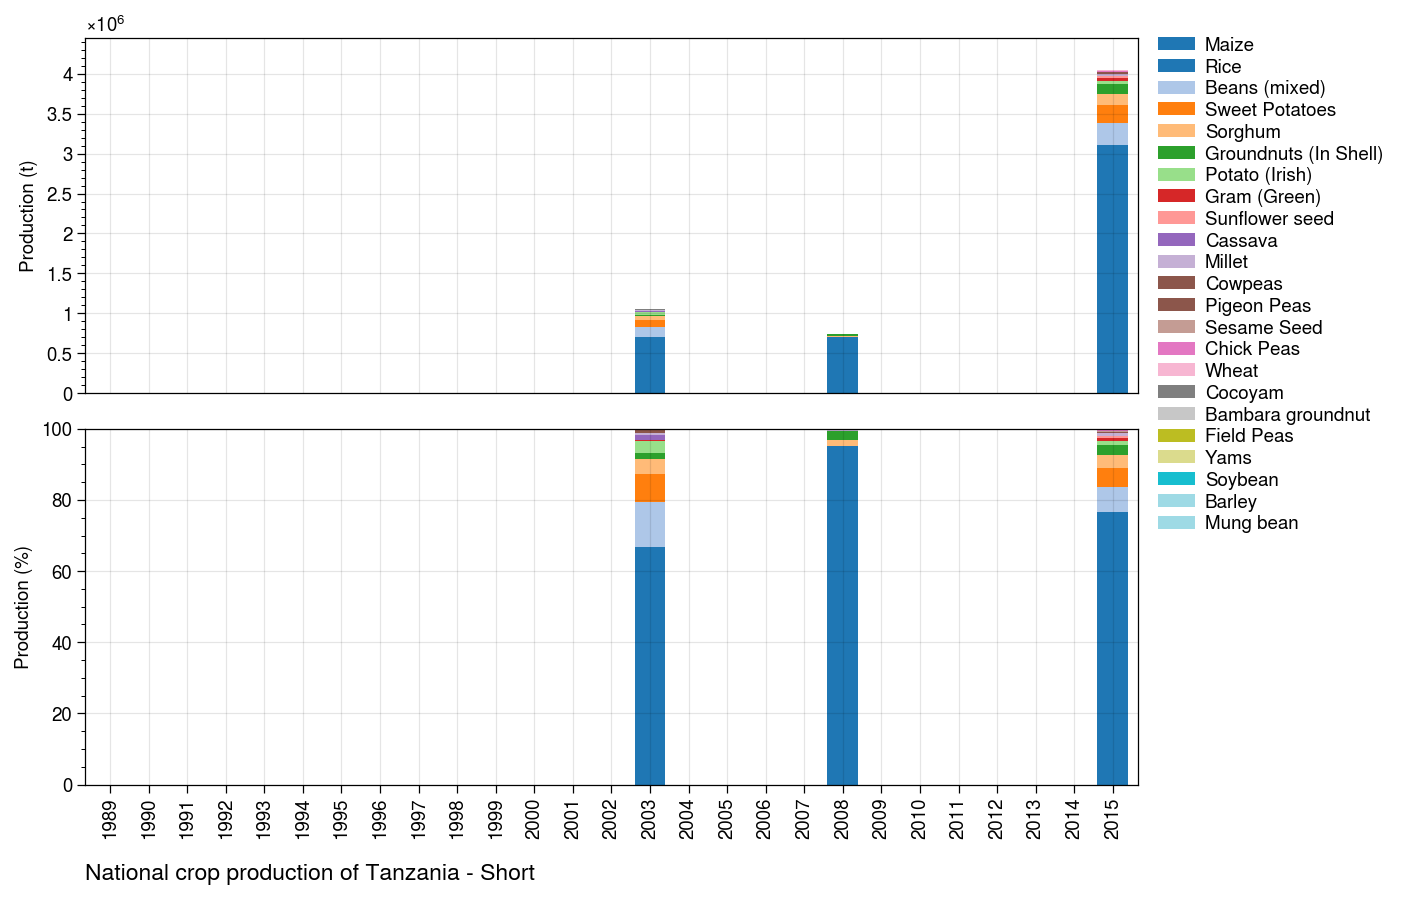 ×10⁶
4
3.5
3
2.5
2
1.5
1
0.5
0
Production (t)
Maize
Rice
Beans (mixed)
Sweet Potatoes
Sorghum
Groundnuts (In Shell)
Potato (Irish)
Gram (Green)
Sunflower seed
Cassava
Millet
Cowpeas
Pigeon Peas
Sesame Seed
Chick Peas
Wheat
Cocoyam
Bambara groundnut
Field Peas
Yams
Soybean
Barley
Mung bean
100
80
60
40
20
0
Production (%)
1989
1990
1991
1992
1993
1994
1995
1996
1997
1998
1999
2000
2001
2002
2003
2004
2005
2006
2007
2008
2009
2010
2011
2012
2013
2014
2015
National crop production of Tanzania - Short